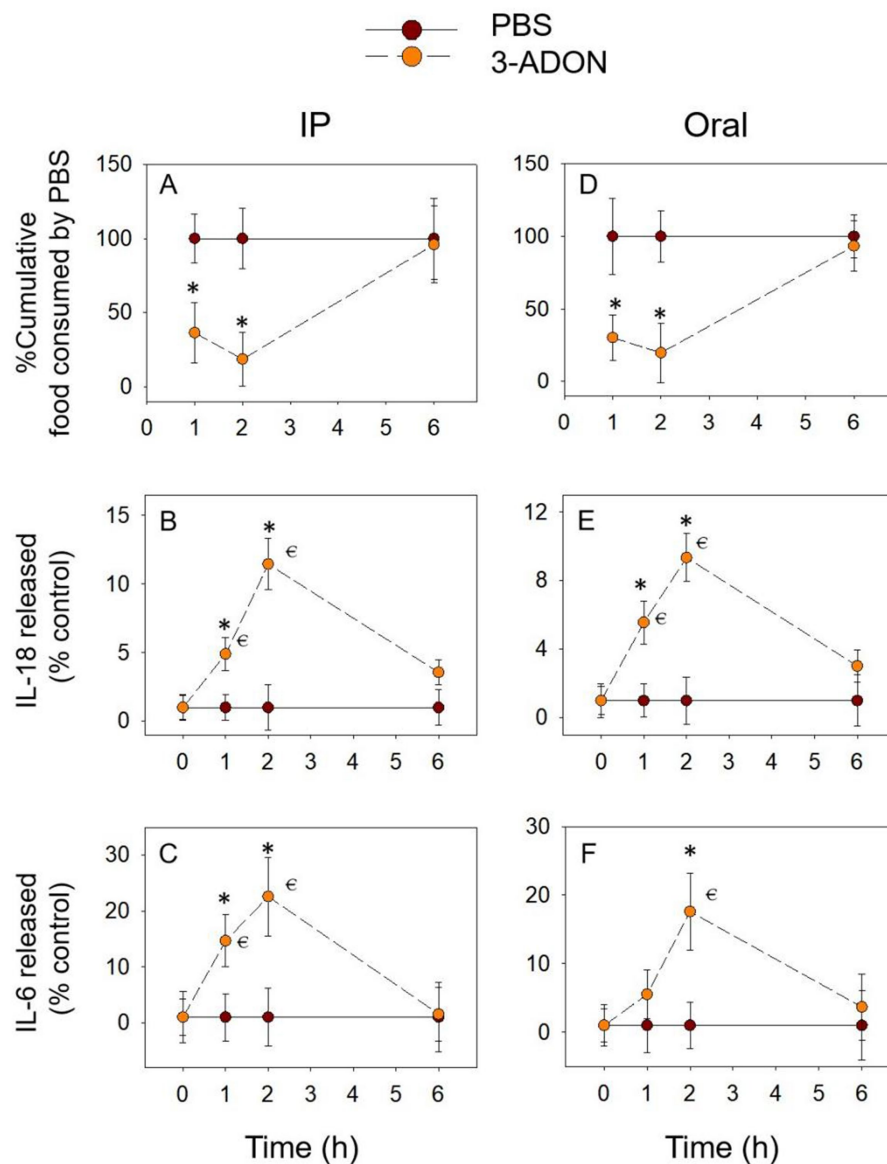 PBS
3-ADON
IP
Oral
%Cumulative
food consumed by PBS
150
100
50
0
A
*
*
0 1 2 3 4 5 6
150
100
50
0
D
*
*
0 1 2 3 4 5 6
IL-18 released
(% control)
15
10
5
0
B
*
€
*
€
0 1 2 3 4 5 6
12
8
4
0
E
*
€
*
€
0 1 2 3 4 5 6
IL-6 released
(% control)
30
20
10
0
C
*
€
*
€
0 1 2 3 4 5 6
30
20
10
0
F
*
€
0 1 2 3 4 5 6
Time (h)
Time (h)